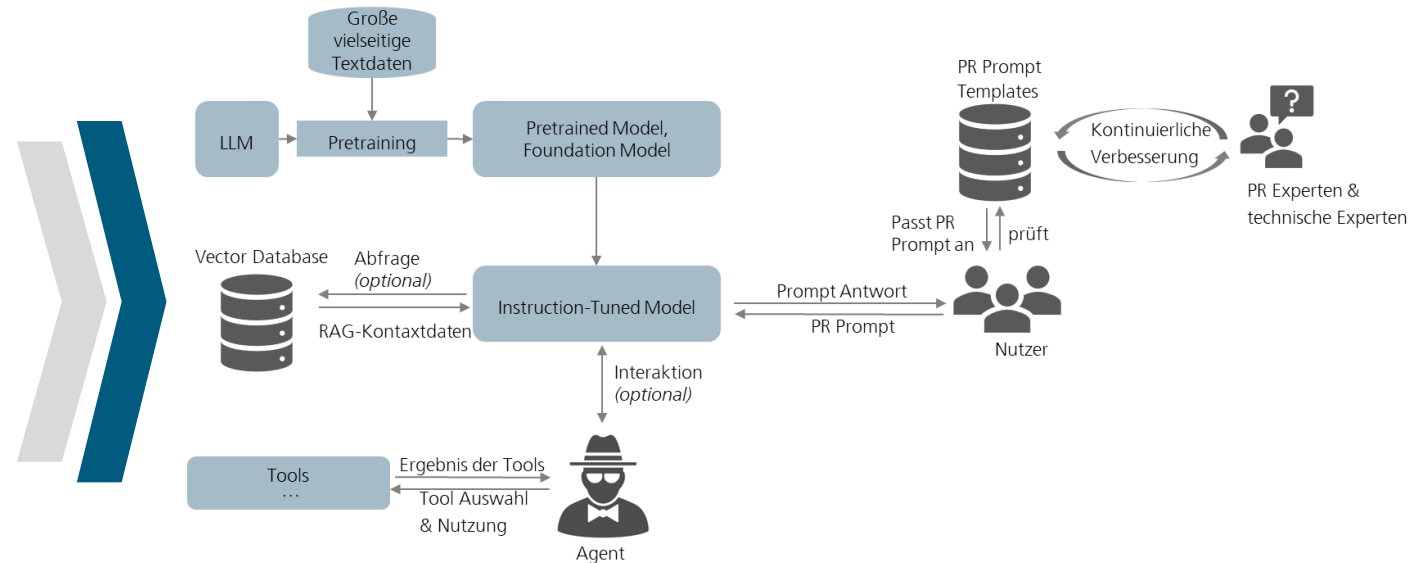 Große
vielseitige
Textdaten
LLM
Pretraining
Pretrained Model,
Foundation Model
PR Prompt
Templates
Kontinuierliche
Verbesserung
PR Experten &
technische Experten
Passt PR
Prompt an
prüft
Vector Database
Abfrage
(optional)
RAG-Kontaxtdaten
Instruction-Tuned Model
Prompt Antwort
PR Prompt
Nutzer
Interaktion
(optional)
Tools
...
Ergebnis der Tools
Tool Auswahl
& Nutzung
Agent
?